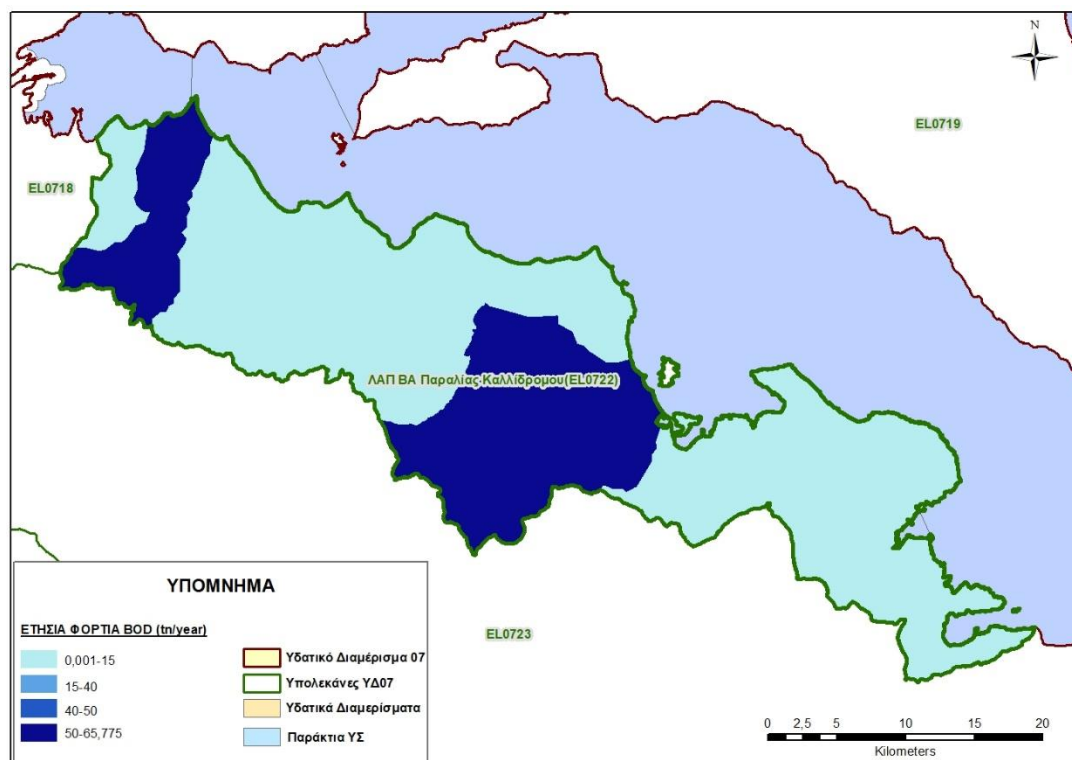 N
EL0719
EL0718
ΛΑΠ ΒΑ Παραλίας Καλλίδρομου(EL0722)
EL0723
ΥΠΟΜΝΗΜΑ
ΕΤΗΣΙΑ ΦΟΡΤΙΑ BOD (tn/year)
0,001-15
15-40
40-50
50-65,775
Υδατικό Διαμέρισμα 07
Υπολεκάνες ΥΔ07
Υδατικά Διαμερίσματα
Παράκτια ΥΣ
0 2,5 5 10 15 20
Kilometers